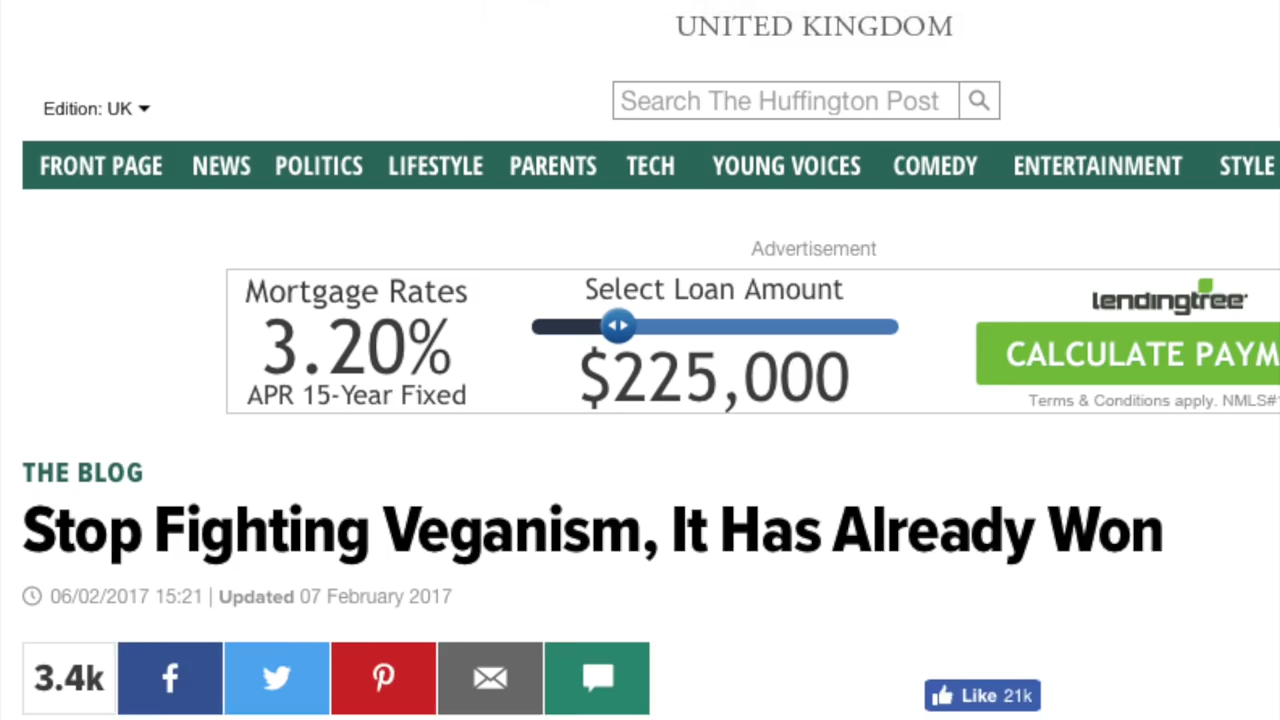 UNITED KINGDOM
Edition: UK
Search The Huffington Post
FRONT PAGE NEWS POLITICS LIFESTYLE PARENTS TECH YOUNG VOICES COMEDY ENTERTAINMENT STYLE
Advertisement
Mortgage Rates
3.20%
APR 15-Year Fixed
Select Loan Amount
$225,000
lendingtree
CALCULATE PAYM
Terms & Conditions apply. NMLS#
THE BLOG
Stop Fighting Veganism, It Has Already Won
06/02/2017 15:21 | Updated 07 February 2017
3.4k
Like 21k